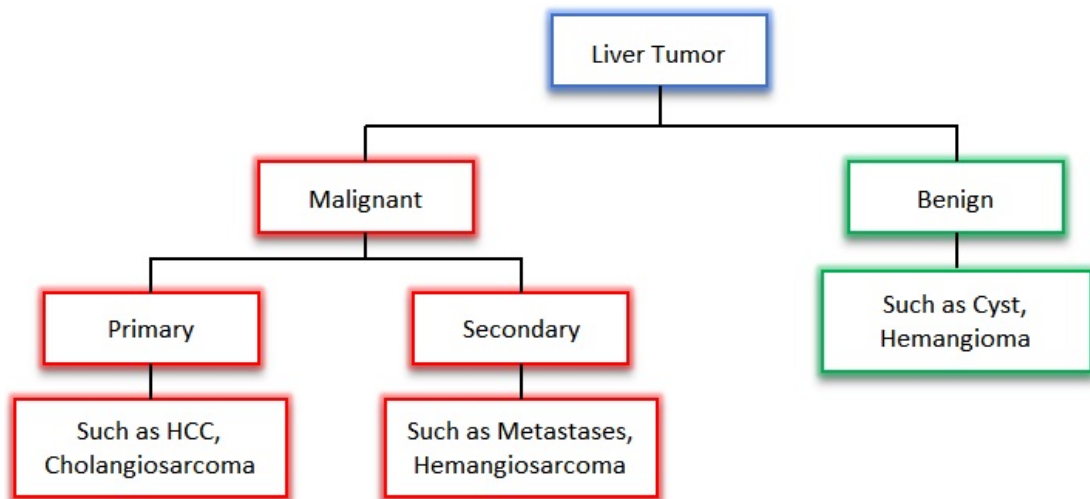 Liver Tumor
Malignant
Benign
Primary
Secondary
Such as Cyst,
Hemangioma
Such as HCC,
Cholangiosarcoma
Such as Metastases,
Hemangiosarcoma